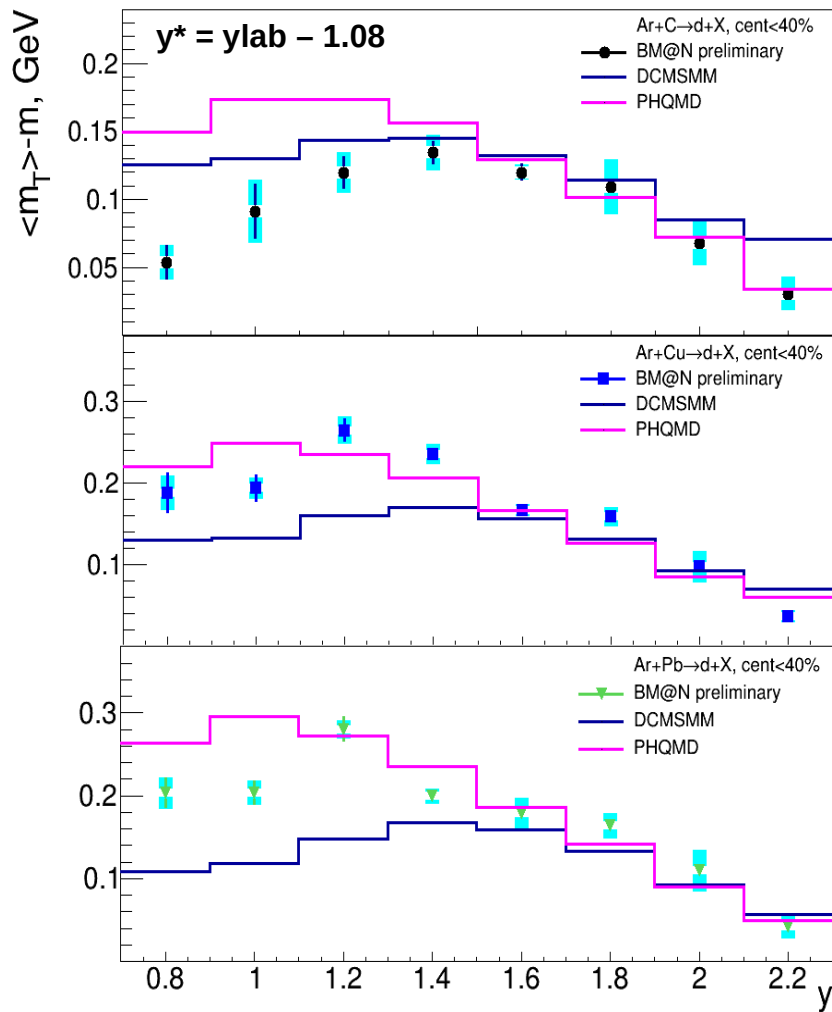 <m_T>-m, GeV
y* = ylab – 1.08
Ar+C→d+X, cent<40%
BM@N preliminary
DCMSMM
PHQMD
0.2
0.15
0.1
0.05
Ar+Cu→d+X, cent<40%
BM@N preliminary
DCMSMM
PHQMD
0.3
0.2
0.1
Ar+Pb→d+X, cent<40%
BM@N preliminary
DCMSMM
PHQMD
0.3
0.2
0.1
0.8 1 1.2 1.4 1.6 1.8 2 2.2
y